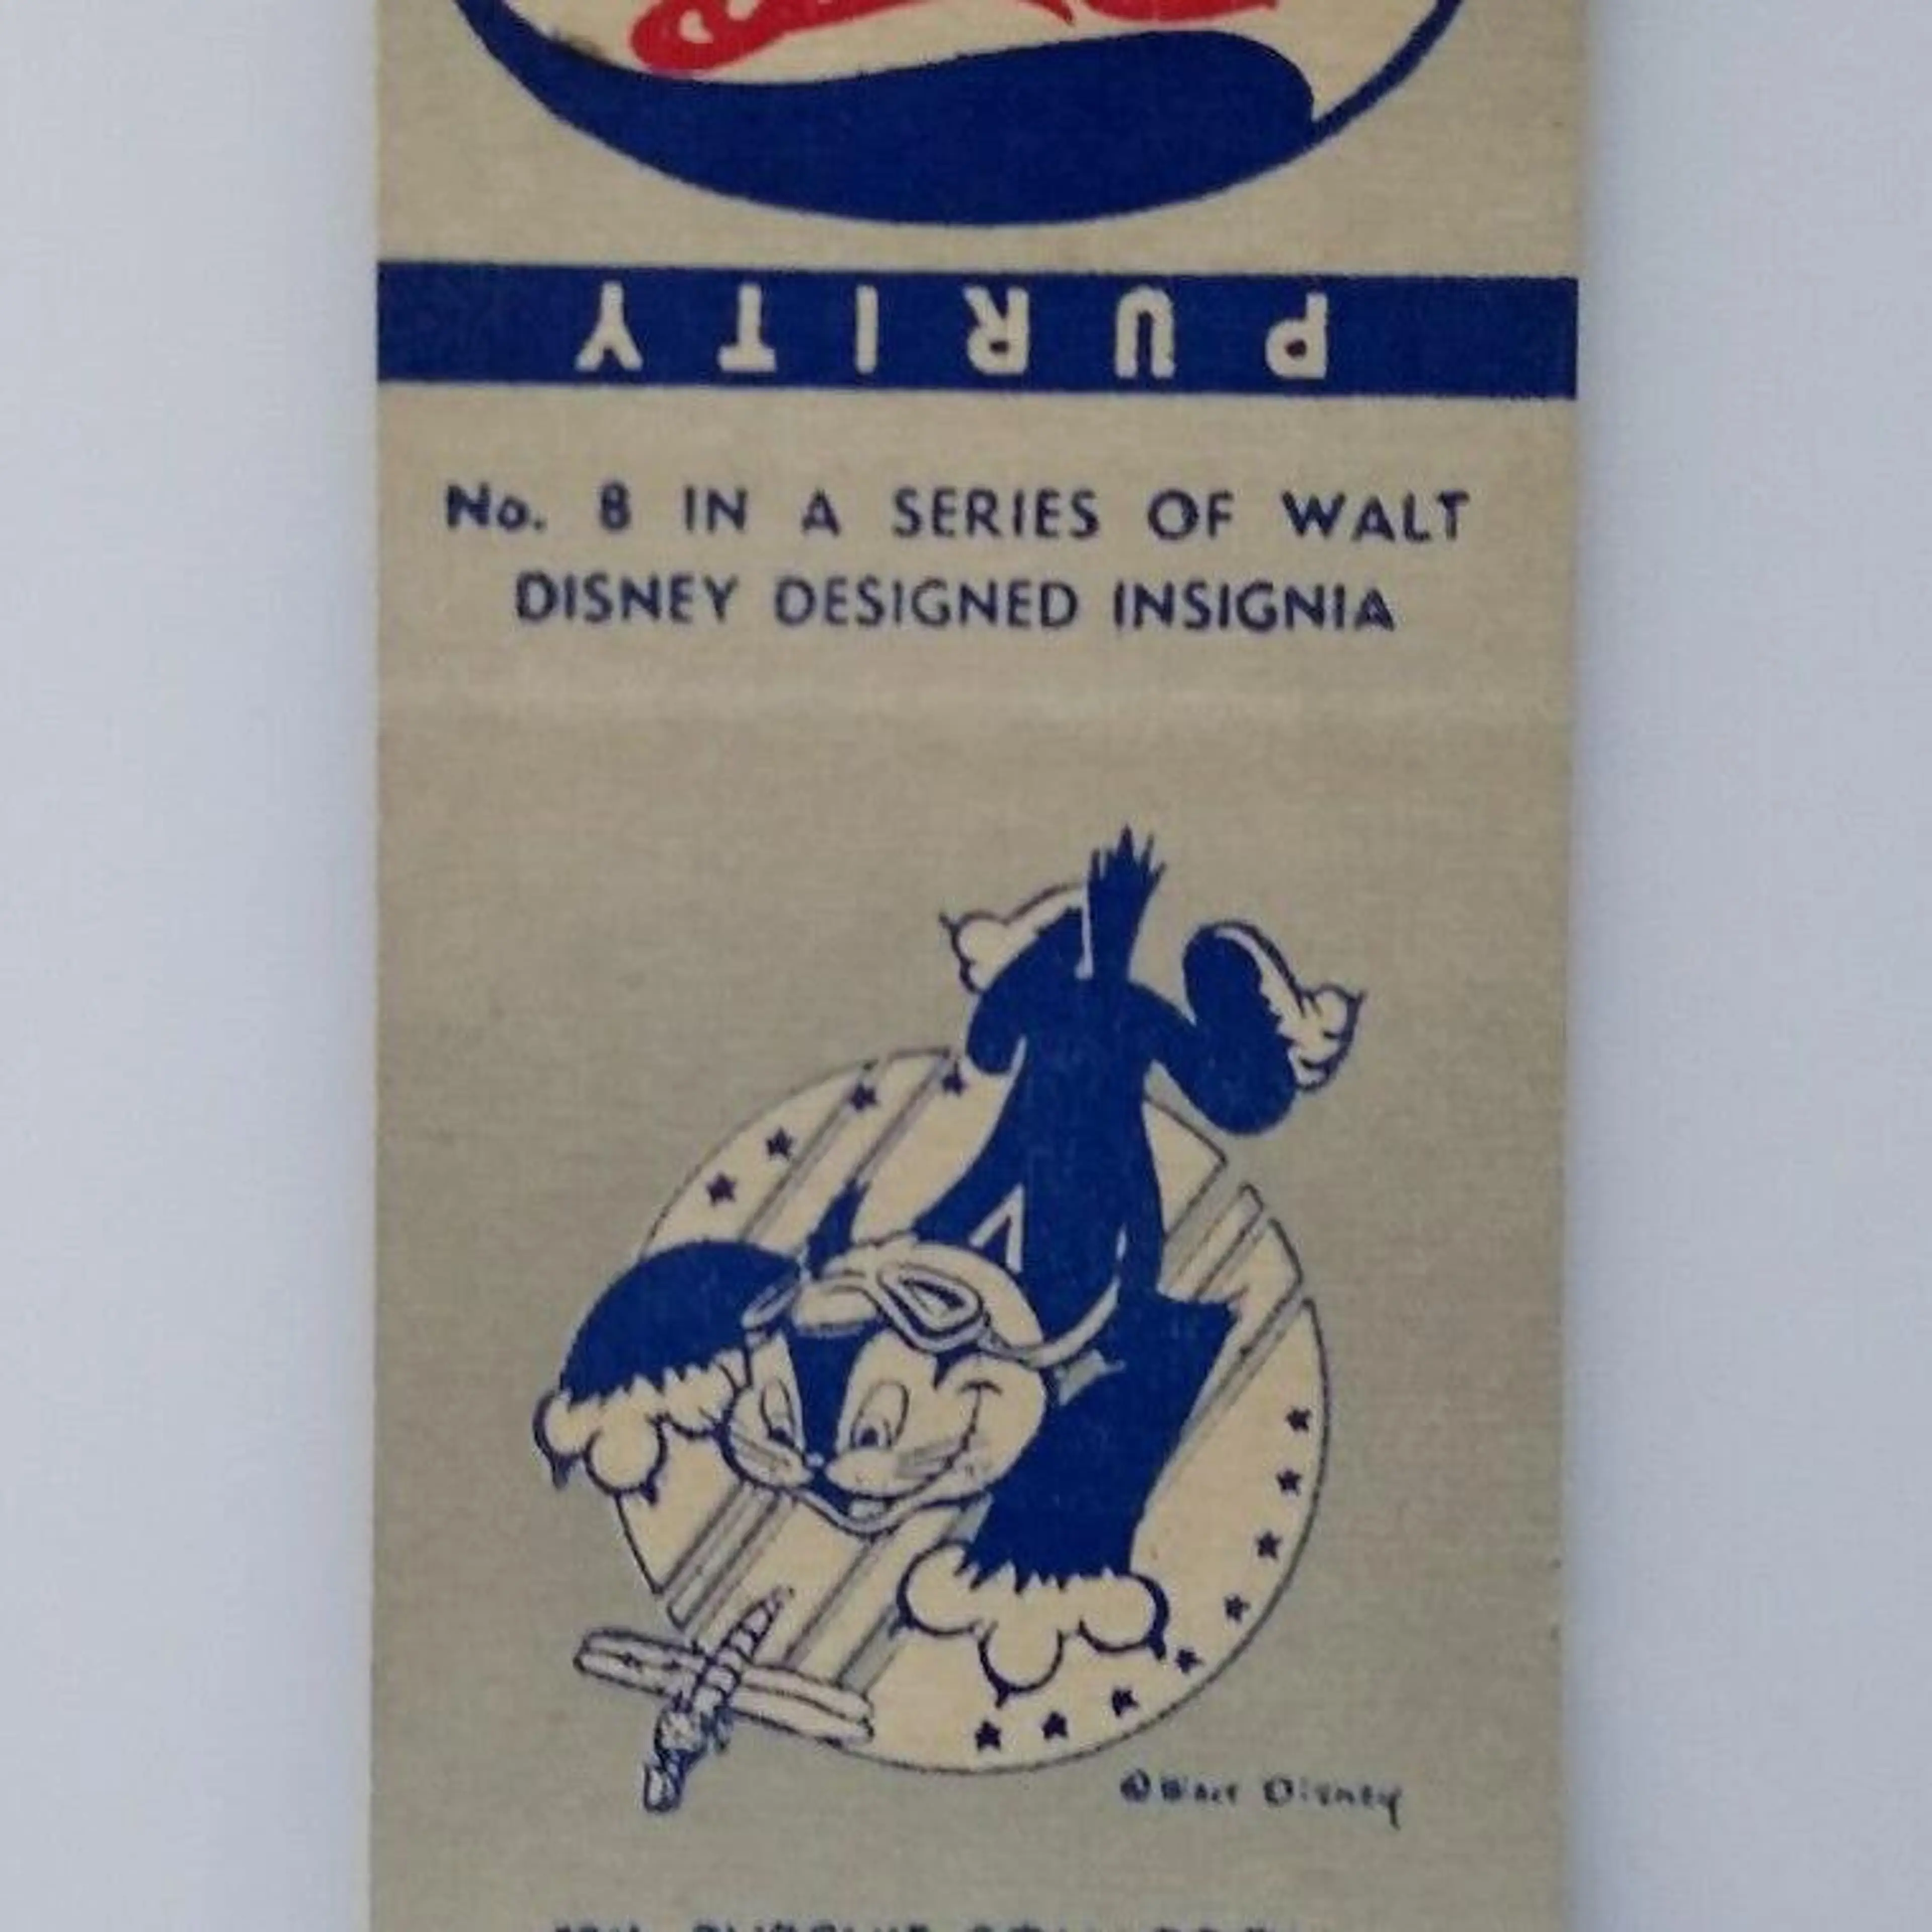 PURITY
No. 8 IN A SERIES OF WALT
DISNEY DESIGNED INSIGNIA
© Walt Disney